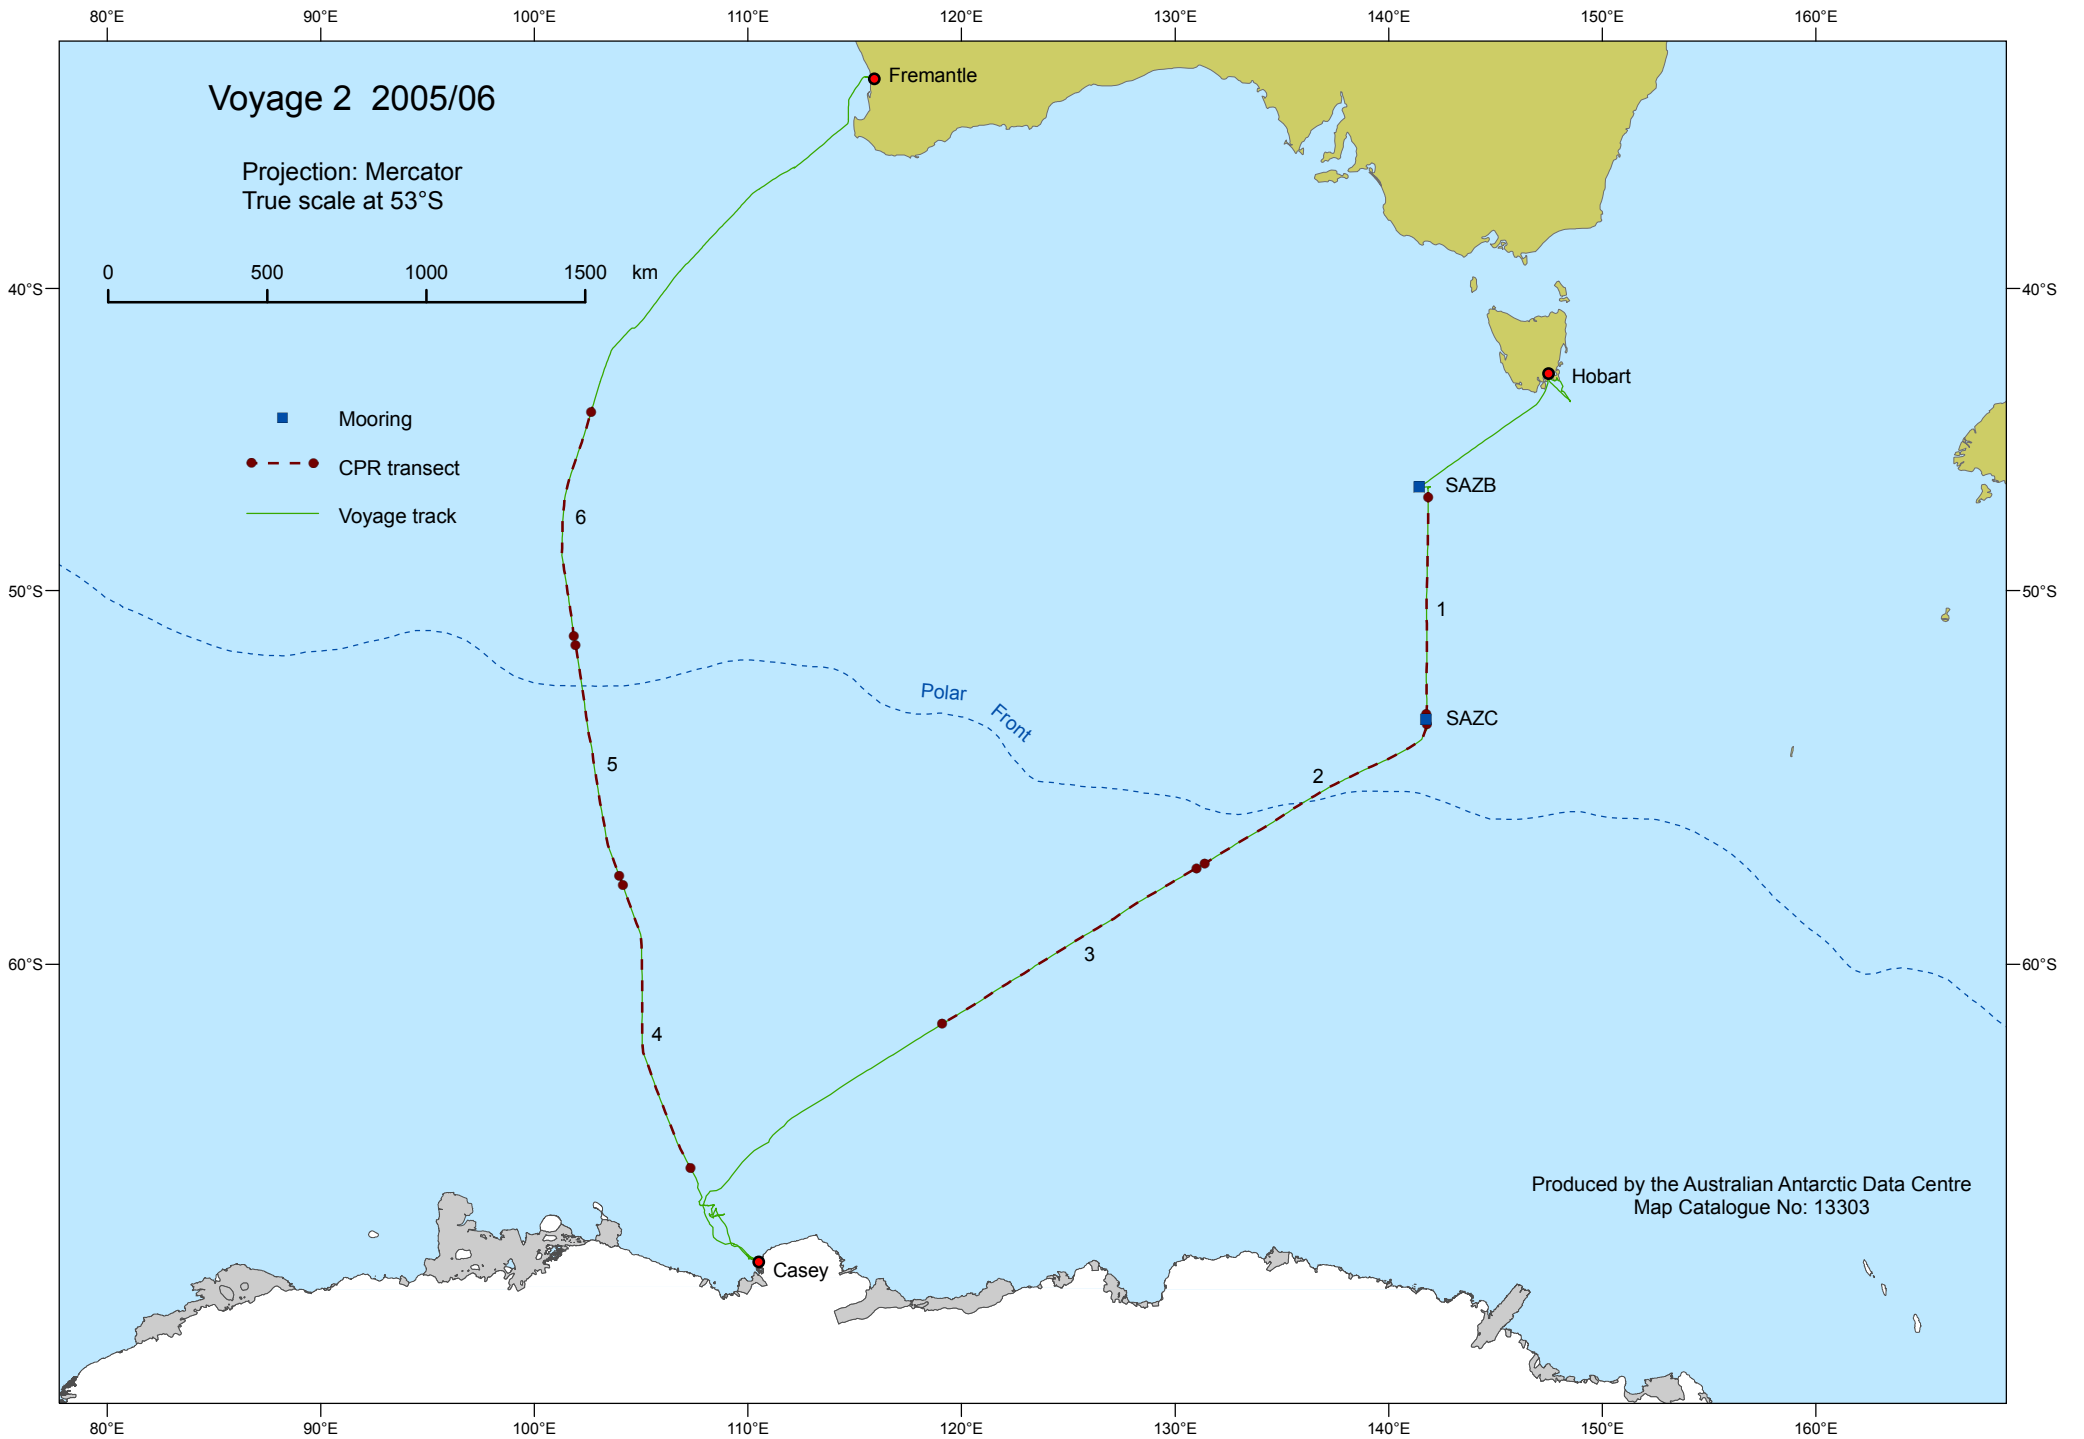 80°E
90°E
100°E
110°E
120°E
130°E
140°E
150°E
160°E
Fremantle
Voyage 2 2005/06
Projection: Mercator
True scale at 53°S
0
500
1000
1500
km
40°S
40°S
Hobart
Mooring
CPR transect
Voyage track
SAZB
6
50°S
50°S
1
Polar
Front
SAZC
5
2
3
60°S
60°S
4
Produced by the Australian Antarctic Data Centre
Map Catalogue No: 13303
Casey
80°E
90°E
100°E
110°E
120°E
130°E
140°E
150°E
160°E